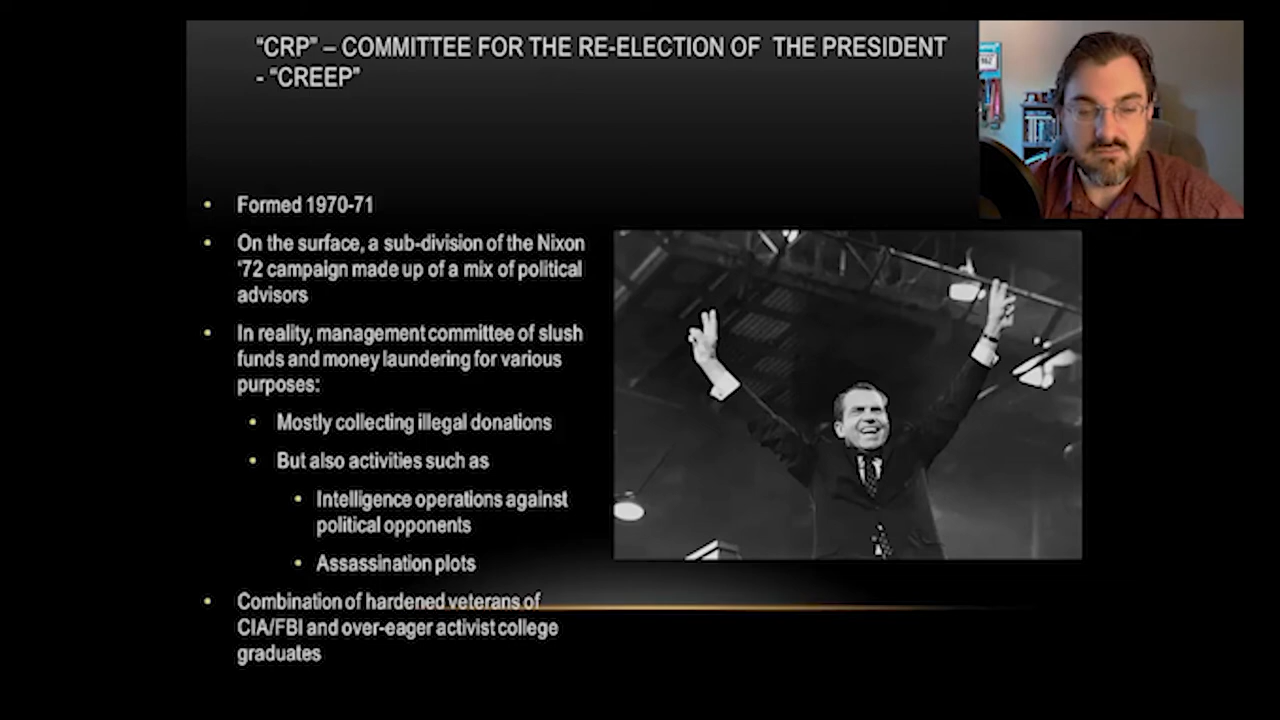 “CRP” – COMMITTEE FOR THE RE-ELECTION OF THE PRESIDENT
- “CREEP”
• Formed 1970-71
• On the surface, a sub-division of the Nixon
‘72 campaign made up of a mix of political
advisors
• In reality, management committee of slush
funds and money laundering for various
purposes:
• Mostly collecting illegal donations
• But also activities such as
• Intelligence operations against
political opponents
• Assassination plots
• Combination of hardened veterans of
CIA/FBI and over-eager activist college
graduates